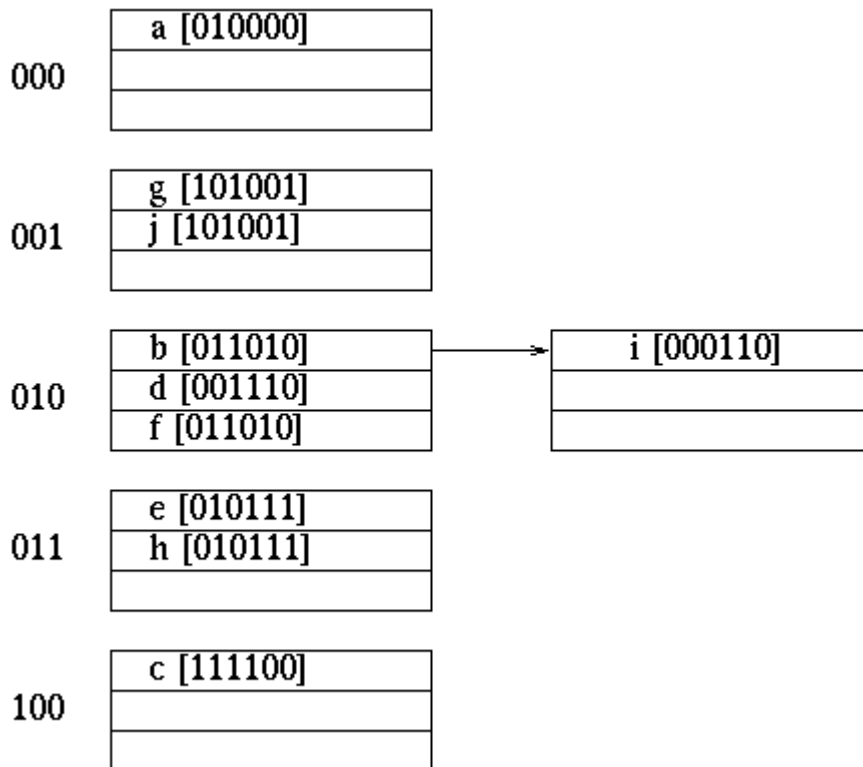 a [010000]
000
g [101001]
j [101001]
001
b [011010]
i [000110]
d [001110]
010
f [011010]
e [010111]
h [010111]
011
c [111100]
100